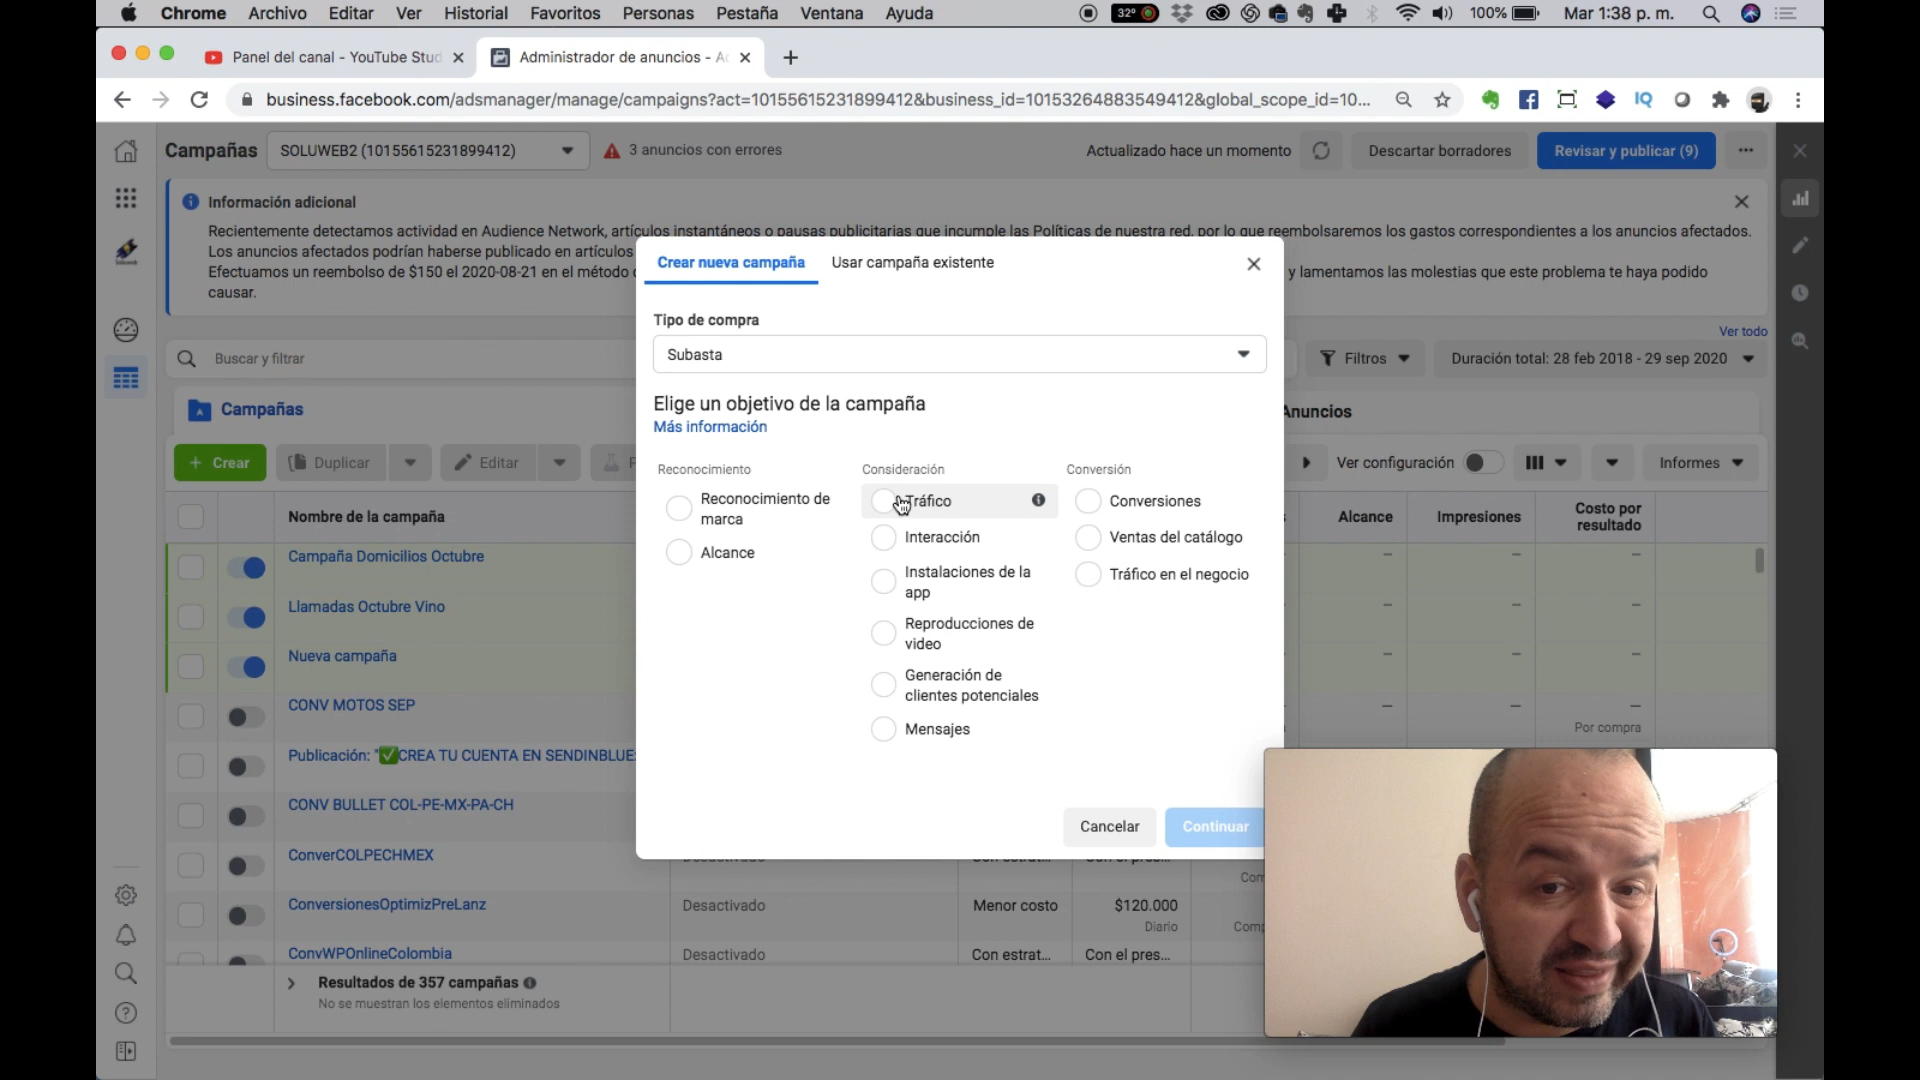 Chrome Archivo Editar Ver Historial Favoritos Personas Pestaña Ventana Ayuda 32° 100% Mar 1:38 p. m.
Panel del canal - YouTube Stud
Administrador de anuncios - Ad
business.facebook.com/adsmanager/manage/campaigns?act=10155615231899412&business_id=10153264883549412&global_scope_id=10... IQ
Campañas SOLUWEB2 (10155615231899412) 3 anuncios con errores Actualizado hace un momento Descartar borradores Revisar y publicar (9)
Información adicional
Recientemente detectamos actividad en Audience Network, artículos instantáneos o pausas publicitarias que incumple las Políticas de nuestra red, por lo que reembolsaremos los gastos correspondientes a los anuncios afectados.
Los anuncios afectados podrían haberse publicado en artículos
Efectuamos un reembolso de $150 el 2020-08-21 en el método y lamentamos las molestias que este problema te haya podido
causar.
Crear nueva campaña Usar campaña existente
Ver todo
Tipo de compra
Subasta
Buscar y filtrar
Filtros Duración total: 28 feb 2018 - 29 sep 2020
Campañas
Anuncios
Elige un objetivo de la campaña
Más información
+ Crear Duplicar Editar
Ver configuración Informes
Reconocimiento
Reconocimiento de
marca
Alcance
Consideración
Tráfico
Interacción
Instalaciones de la
app
Reproducciones de
video
Generación de
clientes potenciales
Mensajes
Conversión
Conversiones
Ventas del catálogo
Tráfico en el negocio
Cancelar Continuar
Nombre de la campaña
Alcance Impresiones Costo por
resultado
Campaña Domicilios Octubre – – –
Llamadas Octubre Vino – – –
Nueva campaña – – –
CONV MOTOS SEP – – –
Por compra
Publicación: "✅CREA TU CUENTA EN SENDINBLUE:
CONV BULLET COL-PE-MX-PA-CH
ConverCOLPECHMEX Desactivado Con estrat... Con el pres...
Com
ConversionesOptimizPreLanz Desactivado Menor costo $120.000
Diario Comp
ConvWPOnlineColombia Desactivado Con estrat... Con el pres...
Resultados de 357 campañas
No se muestran los elementos eliminados